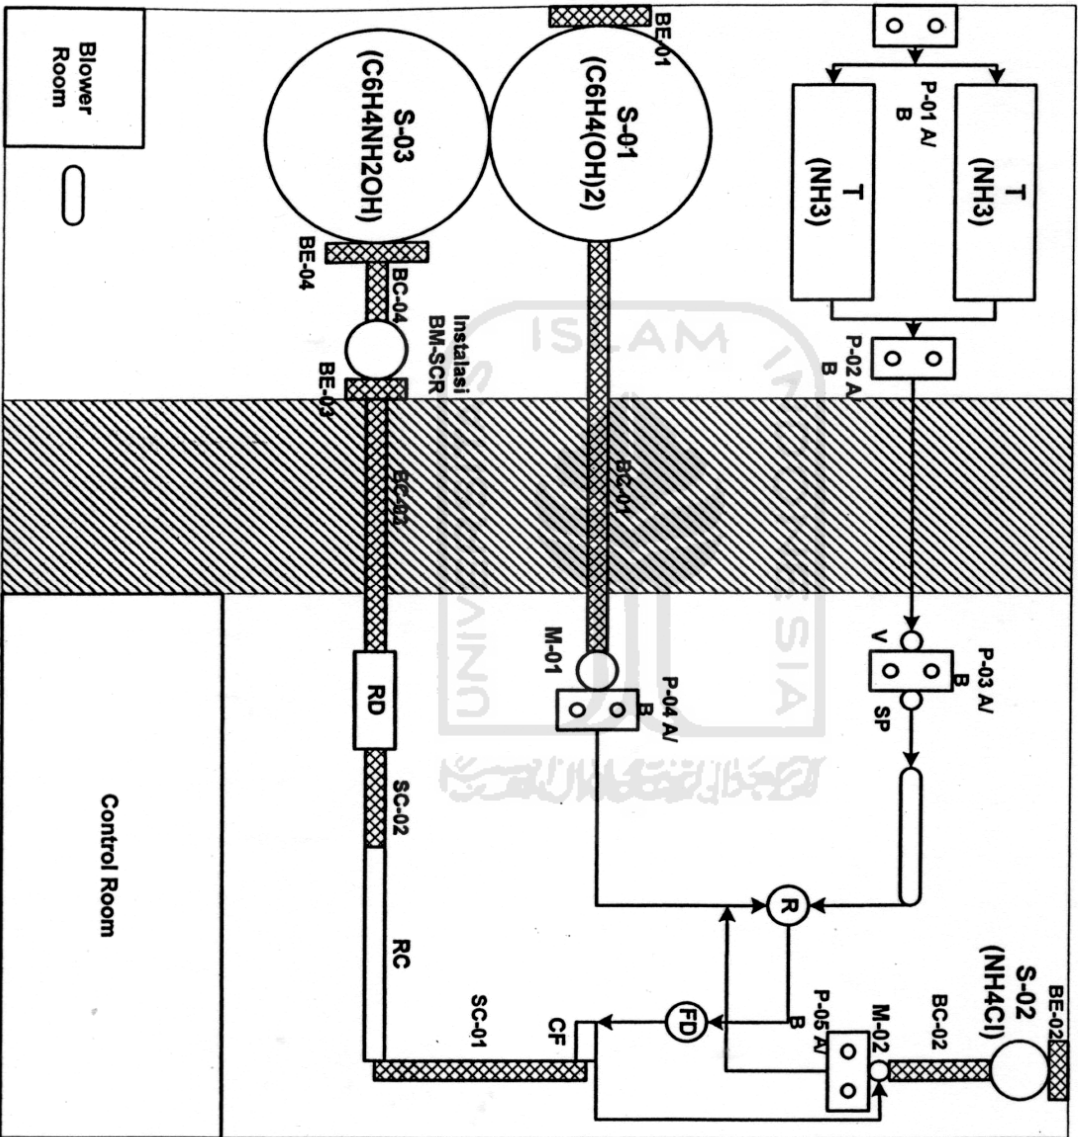 BE-01
P-01 A/
B
T
(NH3)
T
(NH3)
S-01
(C6H4(OH)2)
S-03
(C6H4NH2OH)
Blower
Room
BE-04
BC-04
Instalasi
BM-SCR
BE-03
P-02 A/
B
ISLAM
BC-01
BC-03
M-01
P-04 A/
B
V
P-03 A/
B
SP
RD
SC-02
RC
SC-01
Control Room
R
FD
CF
P-05 A/
B
M-02
BC-02
S-02
(NH4Cl)
BE-02